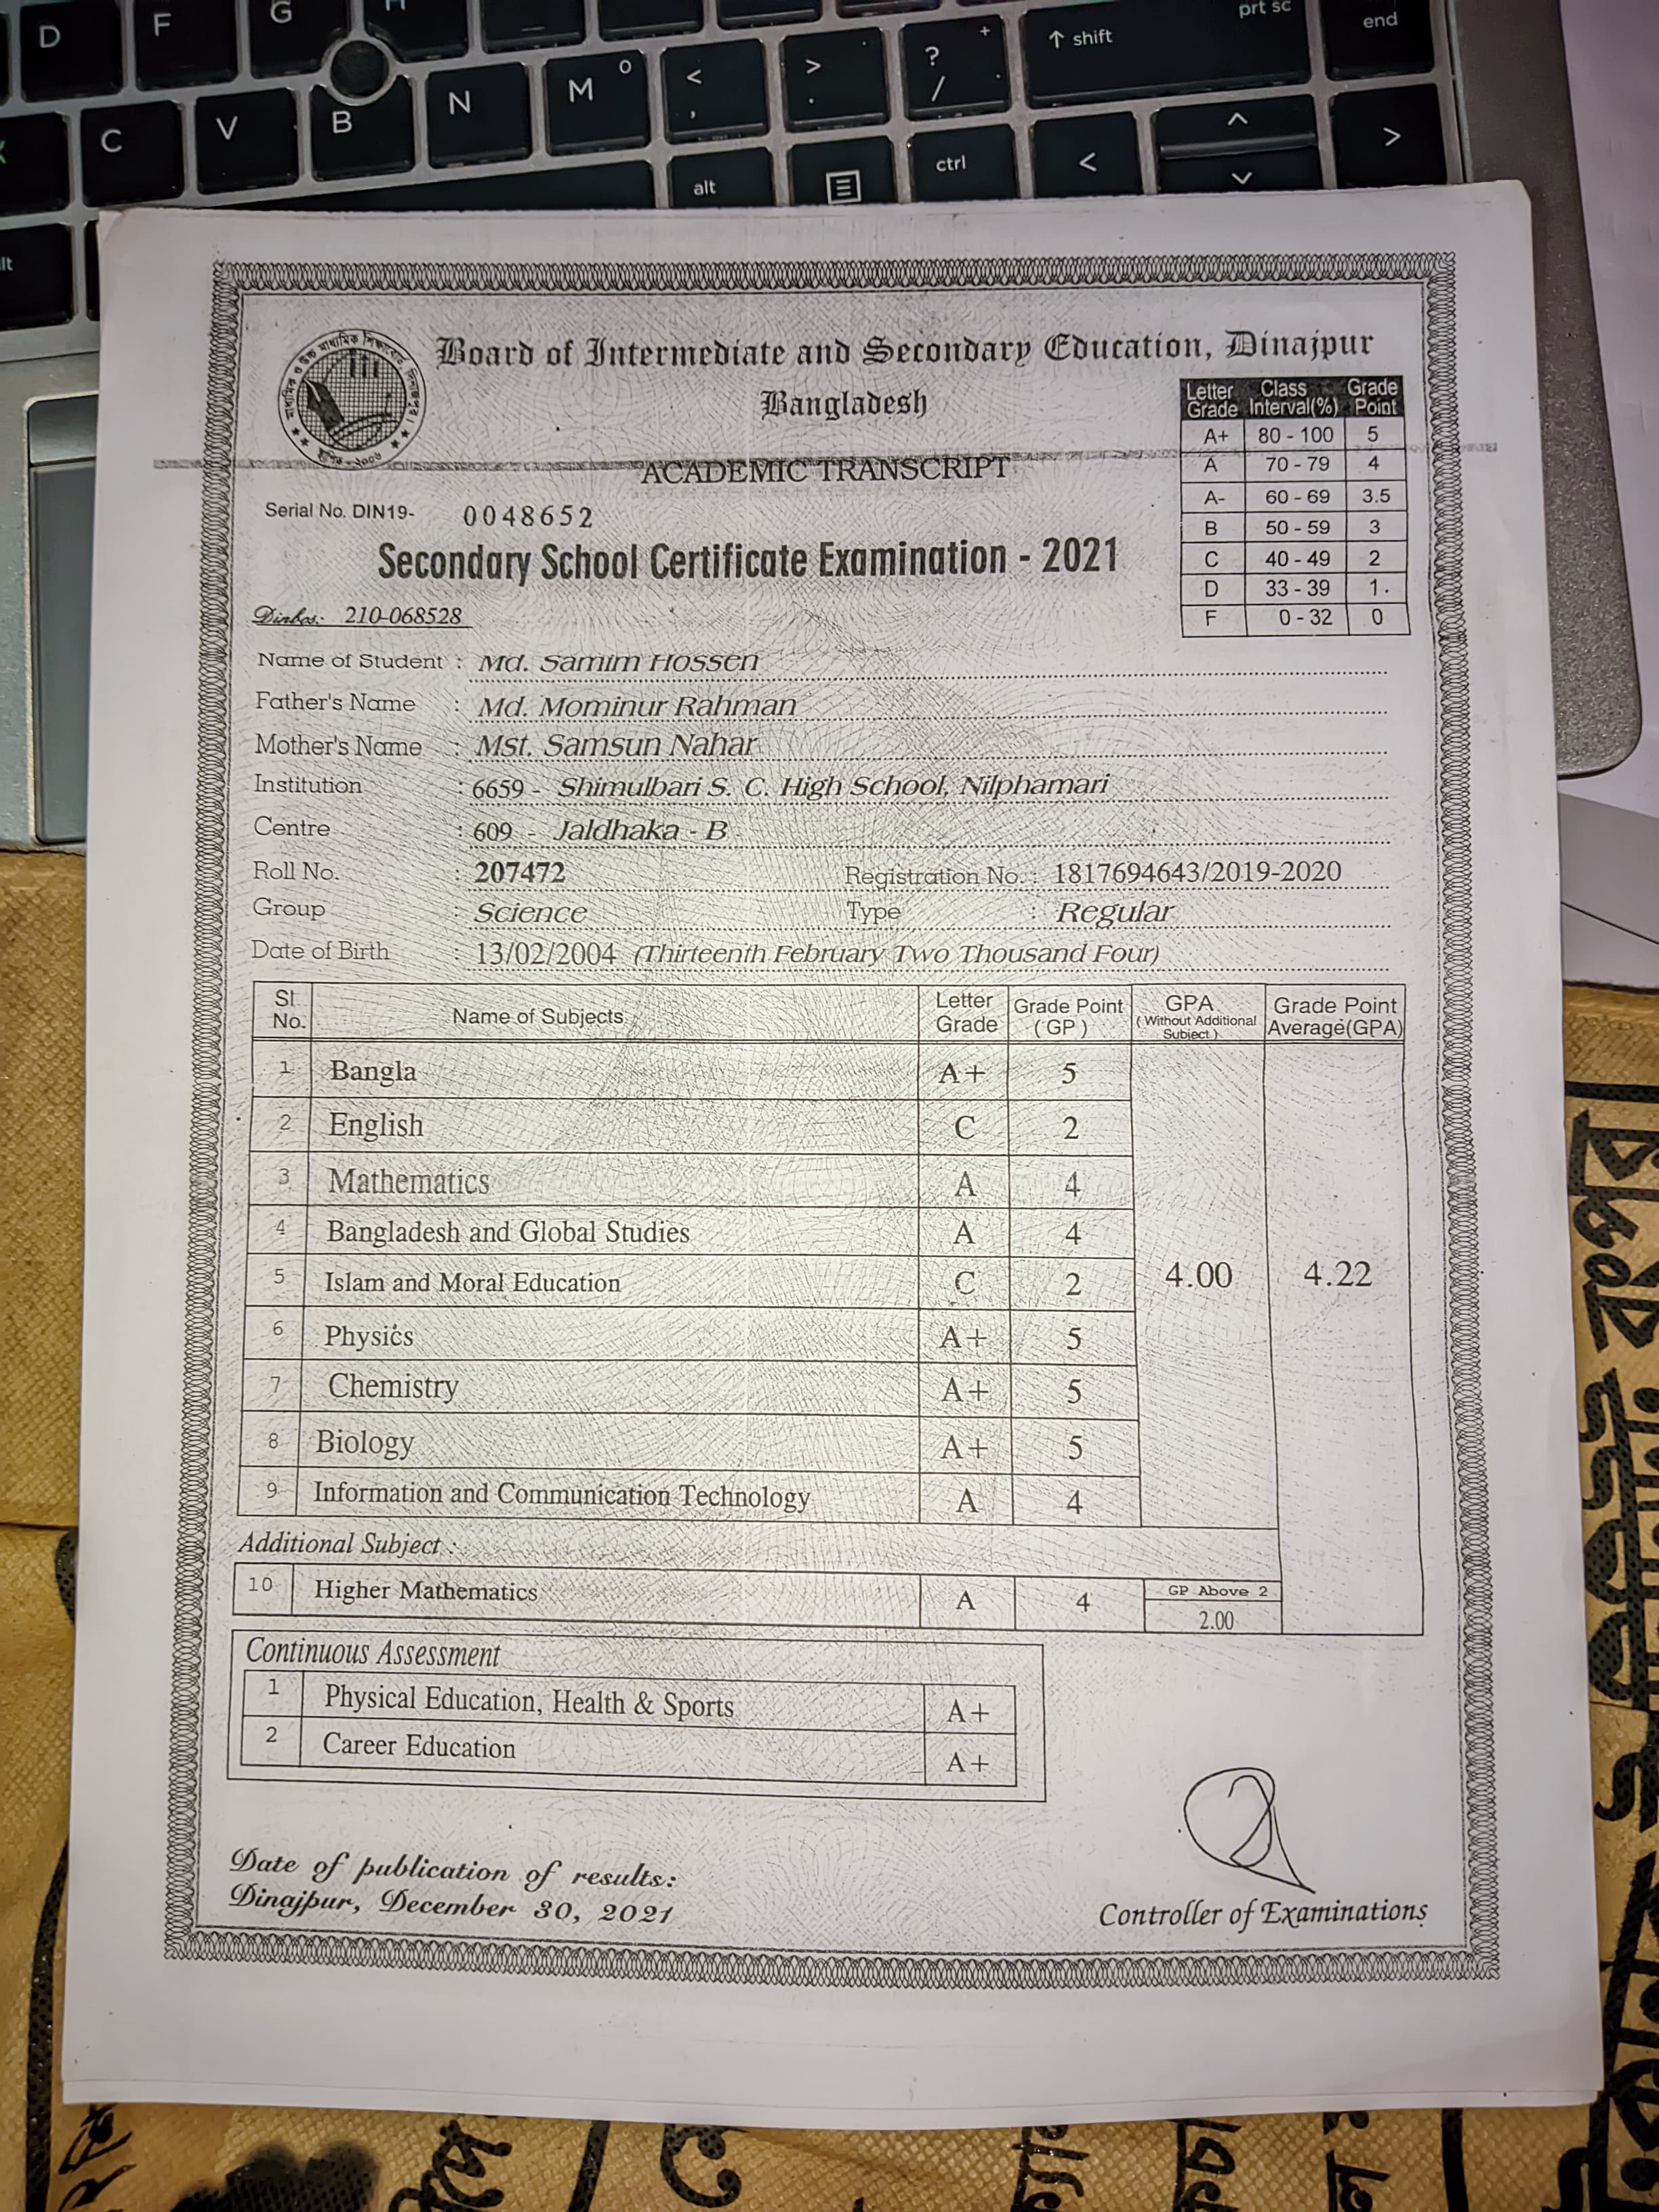 D F G H prt sc end
C V B N M o < , > . ? / + ↑ shift
alt ctrl < ^ v >
lt
Board of Intermediate and Secondary Education, Dinajpur
Bangladesh
ACADEMIC TRANSCRIPT
Letter Grade Class Interval(%) Grade Point
A+ 80 - 100 5
A 70 - 79 4
A- 60 - 69 3.5
B 50 - 59 3
C 40 - 49 2
D 33 - 39 1.
F 0 - 32 0
Serial No. DIN19- 0048652
Secondary School Certificate Examination - 2021
Dinbos: 210-068528
Name of Student : Md. Samim Hossen
Father's Name : Md. Mominur Rahman
Mother's Name : Mst. Samsun Nahar
Institution : 6659 - Shimulbari S. C. High School, Nilphamari
Centre : 609 - Jaldhaka - B
Roll No. : 207472 Registration No. : 1817694643/2019-2020
Group : Science Type : Regular
Date of Birth : 13/02/2004 (Thirteenth February Two Thousand Four)
Sl No. Name of Subjects Letter Grade Grade Point (GP) GPA (Without Additional Subject) Grade Point Average(GPA)
1 Bangla A+ 5
2 English C 2
3 Mathematics A 4
4 Bangladesh and Global Studies A 4
5 Islam and Moral Education C 2 4.00 4.22
6 Physics A+ 5
7 Chemistry A+ 5
8 Biology A+ 5
9 Information and Communication Technology A 4
Additional Subject :
10 Higher Mathematics A 4 GP Above 2
2.00
Continuous Assessment
1 Physical Education, Health & Sports A+
2 Career Education A+
Date of publication of results:
Dinajpur, December 30, 2021
Controller of Examinations